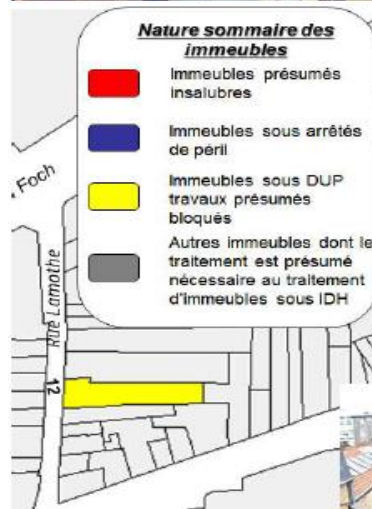 Nature sommaire des
immeubles
Immeubles présumés
insalubres
Immeubles sous arrêtés
de péril
Immeubles sous DUP
travaux présumés
bloqués
Autres immeubles dont le
traitement est présumé
nécessaire au traitement
d'immeubles sous IDH
Foch
Rue Lamothe
12